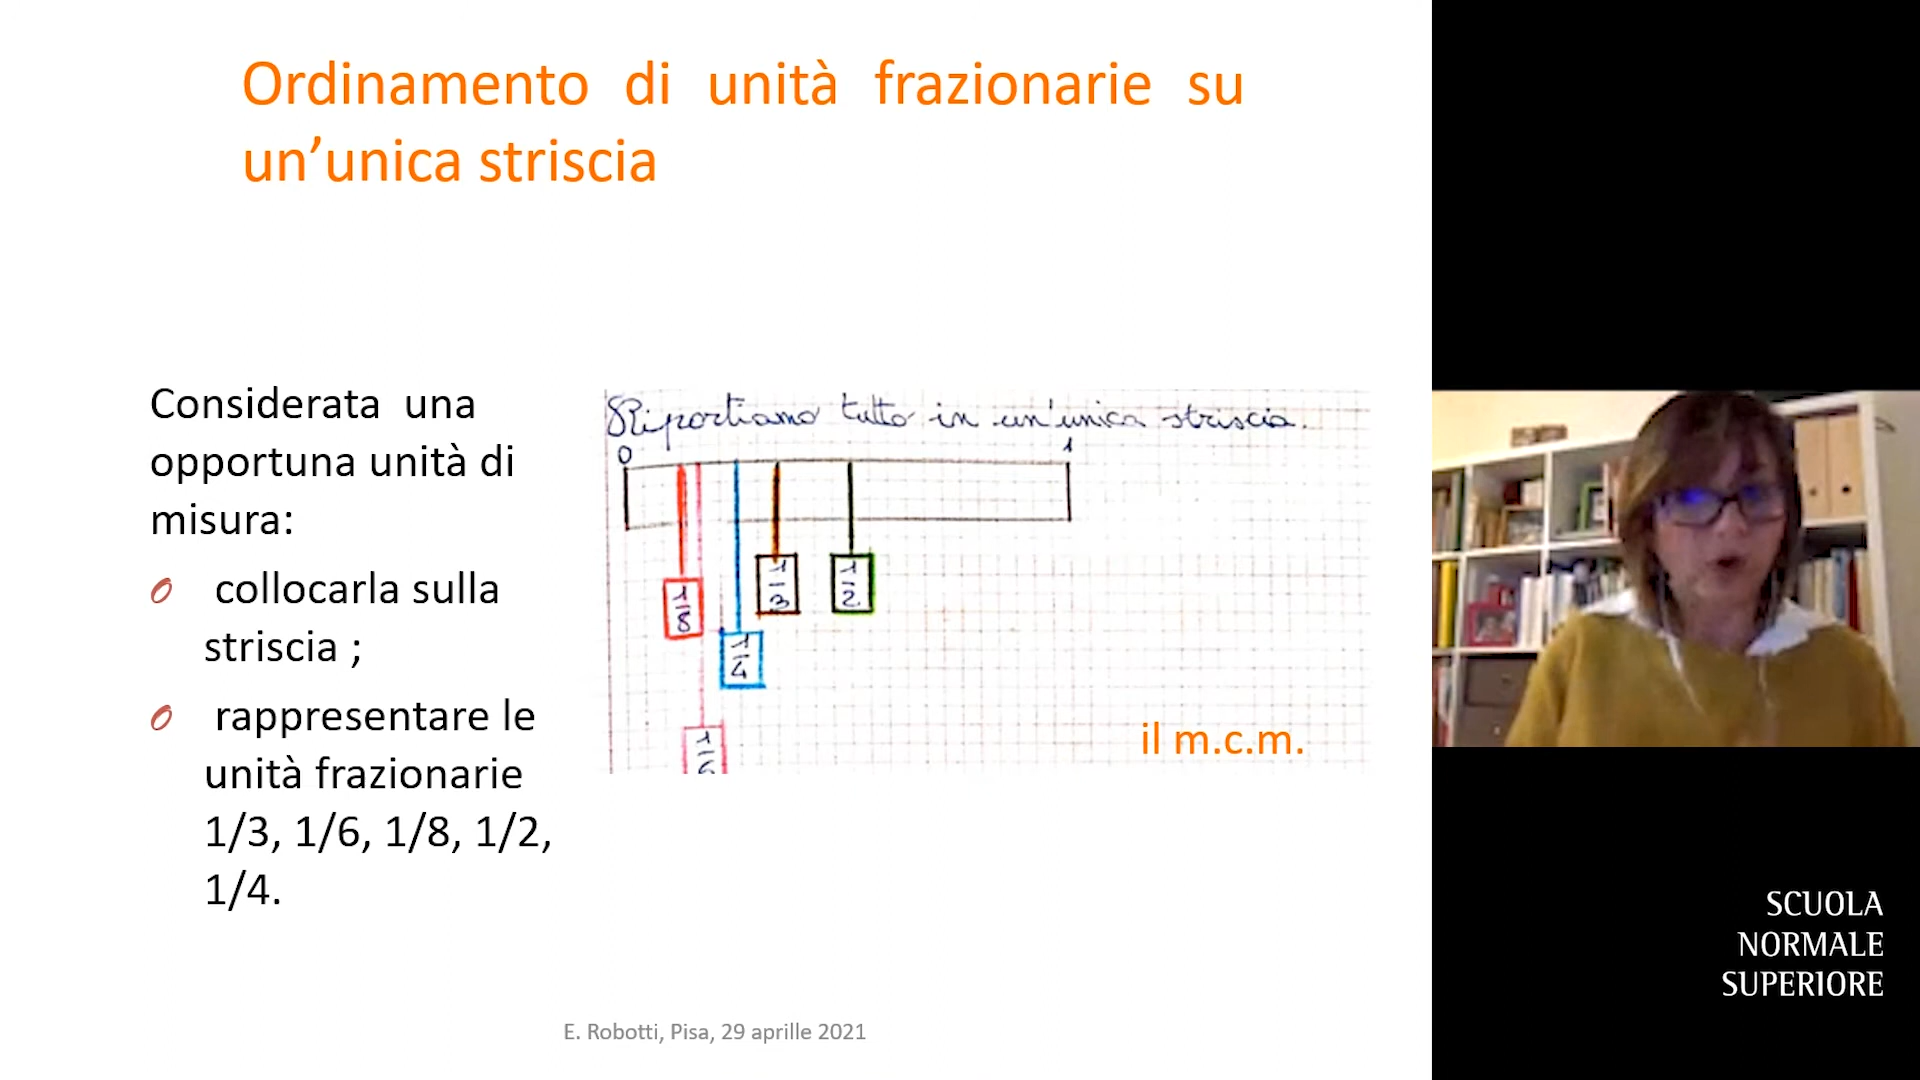 Ordinamento di unità frazionarie su
un’unica striscia
Considerata una
opportuna unità di
misura:
collocarla sulla
striscia ;
rappresentare le
unità frazionarie
1/3, 1/6, 1/8, 1/2,
1/4.
Riportiamo tutto in un'unica striscia.
0 1
1/8
1/4
1/3
1/2
1/6
il m.c.m.
E. Robotti, Pisa, 29 aprille 2021
SCUOLA
NORMALE
SUPERIORE